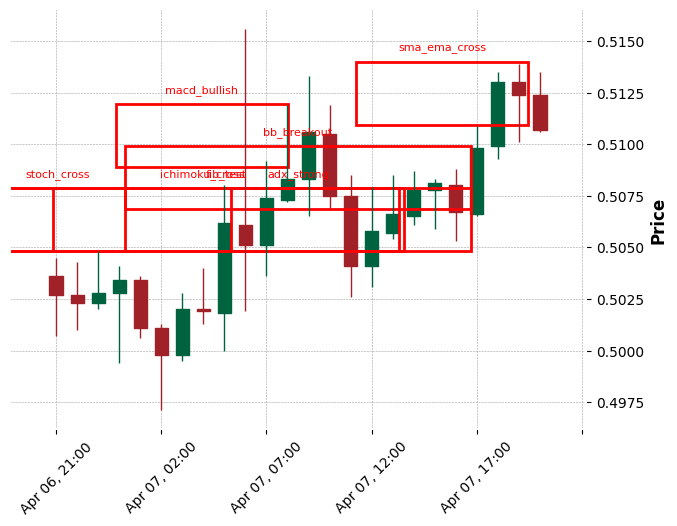 sma_ema_cross
macd_bullish
bb_breakout
stoch_cross
ichimoku_cross
adx_strong
0.5150
0.5125
0.5100
0.5075
0.5050
0.5025
0.5000
0.4975
Price
Apr 06, 21:00
Apr 07, 02:00
Apr 07, 07:00
Apr 07, 12:00
Apr 07, 17:00